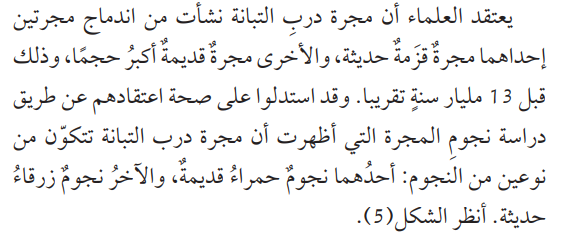 يعتقد العلماء أن مجرة دربِ التبانة نشأت من اندماج مجرتين
إحداهما مجرةٌ قزَمةٌ حديثة، والأخرى مجرةٌ قديمةٌ أكبرُ حجمًا، وذلك
قبل 13 مليار سنةٍ تقريبا. وقد استدلوا على صحة اعتقادهم عن طريق
دراسة نجومِ المجرة التي أظهرت أن مجرة درب التبانة تتكوّن من
نوعين من النجوم: أحدُهما نجومٌ حمراءُ قديمةٌ، والآخرُ نجومٌ زرقاءُ
حديثة. أنظر الشكل(5).